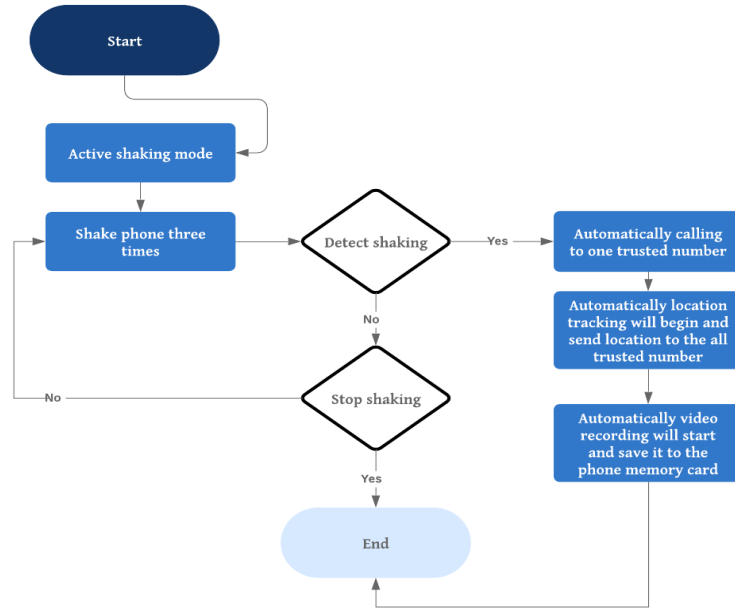 Start
Active shaking mode
Shake phone three
times
Detect shaking
Yes
Automatically calling
to one trusted number
Automatically location
tracking will begin and
send location to the all
trusted number
No
Stop shaking
No
Automatically video
recording will start
and save it to the
phone memory card
Yes
End